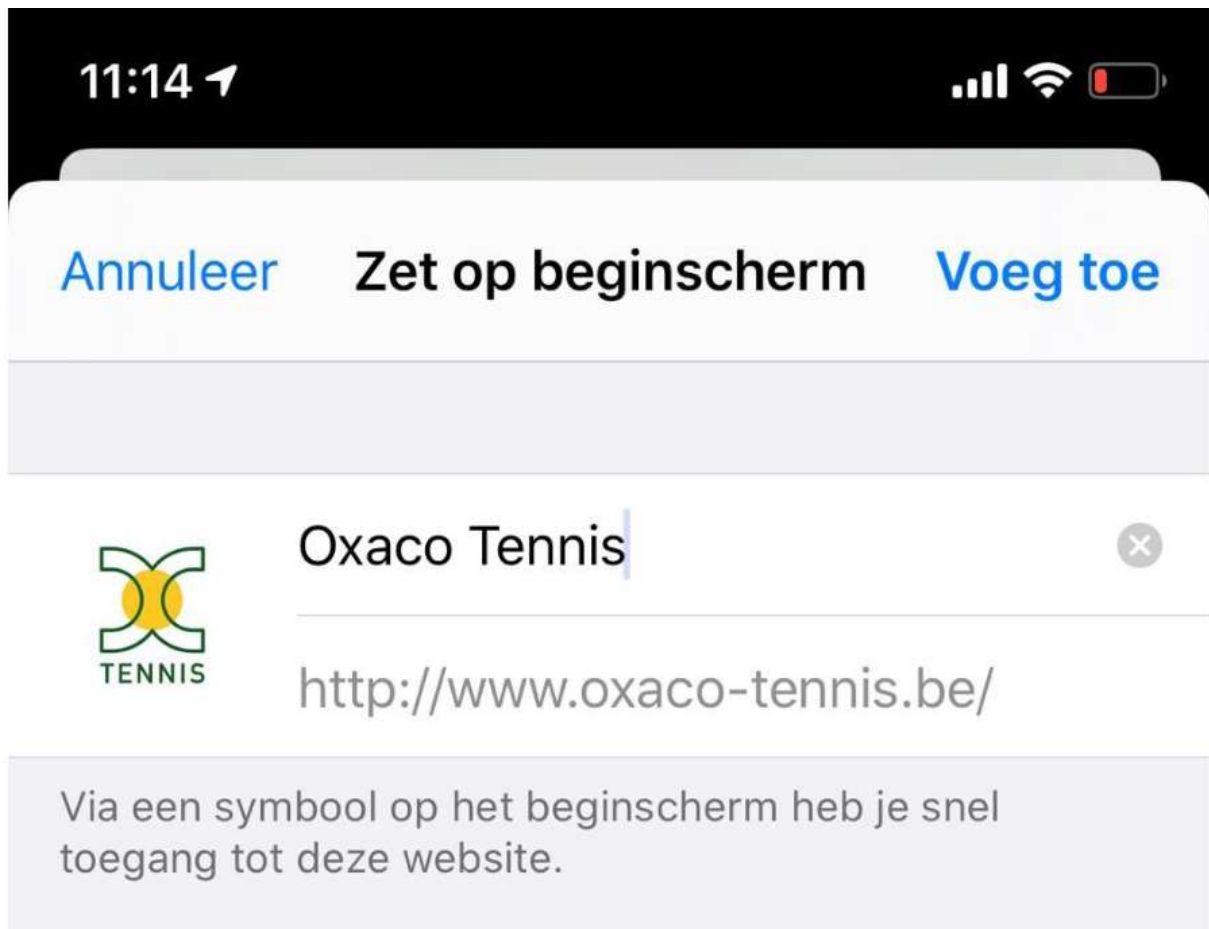 11:14
Annuleer Zet op beginscherm Voeg toe
Oxaco Tennis
TENNIS
http://www.oxaco-tennis.be/
Via een symbool op het beginscherm heb je snel
toegang tot deze website.